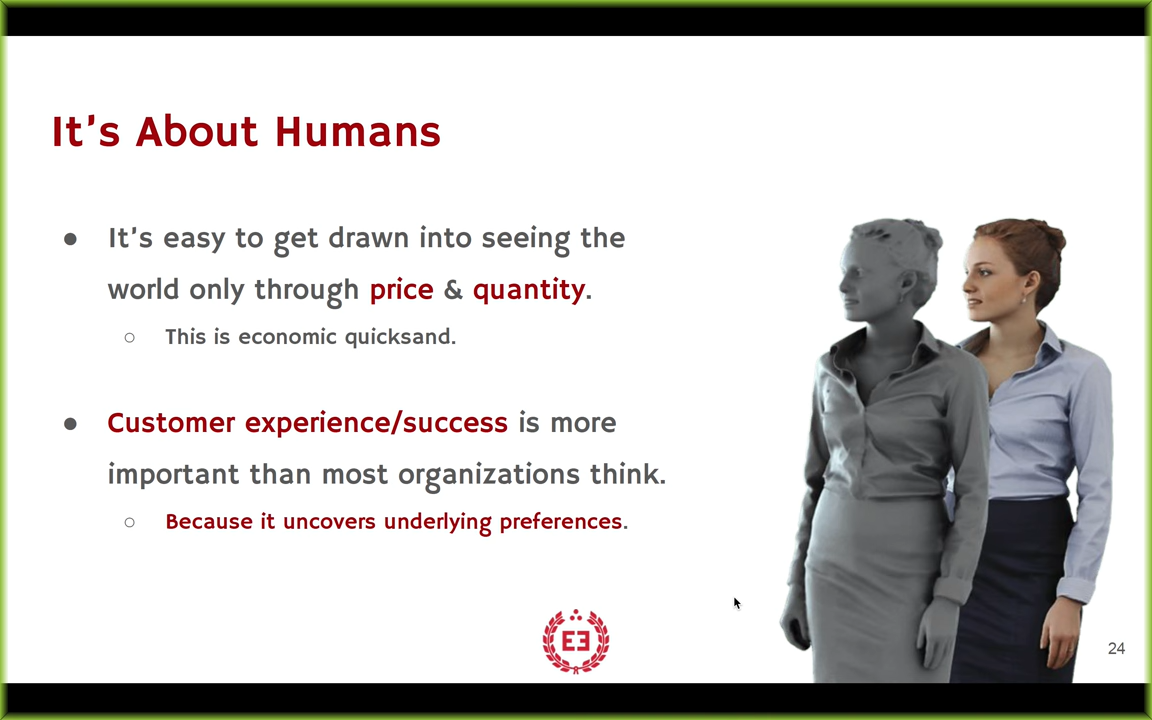 It's About Humans
● It's easy to get drawn into seeing the
world only through price & quantity.
○ This is economic quicksand.
● Customer experience/success is more
important than most organizations think.
○ Because it uncovers underlying preferences.
EE
24